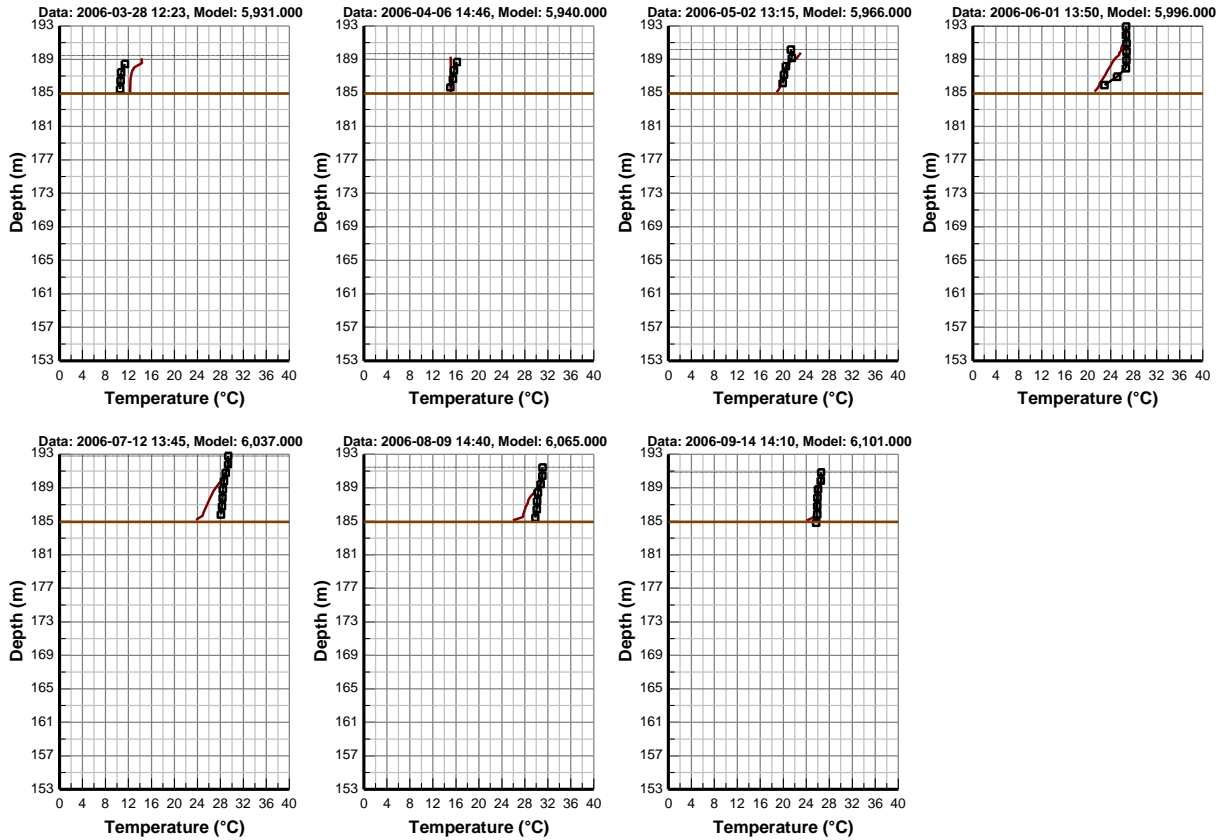 Data: 2006-03-28 12:23, Model: 5,931.000
193
189
185
181
177
173
169
165
161
157
153
Depth (m)
0 4 8 12 16 20 24 28 32 36 40
Temperature (°C)
Data: 2006-04-06 14:46, Model: 5,940.000
193
189
185
181
177
173
169
165
161
157
153
Depth (m)
0 4 8 12 16 20 24 28 32 36 40
Temperature (°C)
Data: 2006-05-02 13:15, Model: 5,966.000
193
189
185
181
177
173
169
165
161
157
153
Depth (m)
0 4 8 12 16 20 24 28 32 36 40
Temperature (°C)
Data: 2006-06-01 13:50, Model: 5,996.000
193
189
185
181
177
173
169
165
161
157
153
Depth (m)
0 4 8 12 16 20 24 28 32 36 40
Temperature (°C)
Data: 2006-07-12 13:45, Model: 6,037.000
193
189
185
181
177
173
169
165
161
157
153
Depth (m)
0 4 8 12 16 20 24 28 32 36 40
Temperature (°C)
Data: 2006-08-09 14:40, Model: 6,065.000
193
189
185
181
177
173
169
165
161
157
153
Depth (m)
0 4 8 12 16 20 24 28 32 36 40
Temperature (°C)
Data: 2006-09-14 14:10, Model: 6,101.000
193
189
185
181
177
173
169
165
161
157
153
Depth (m)
0 4 8 12 16 20 24 28 32 36 40
Temperature (°C)